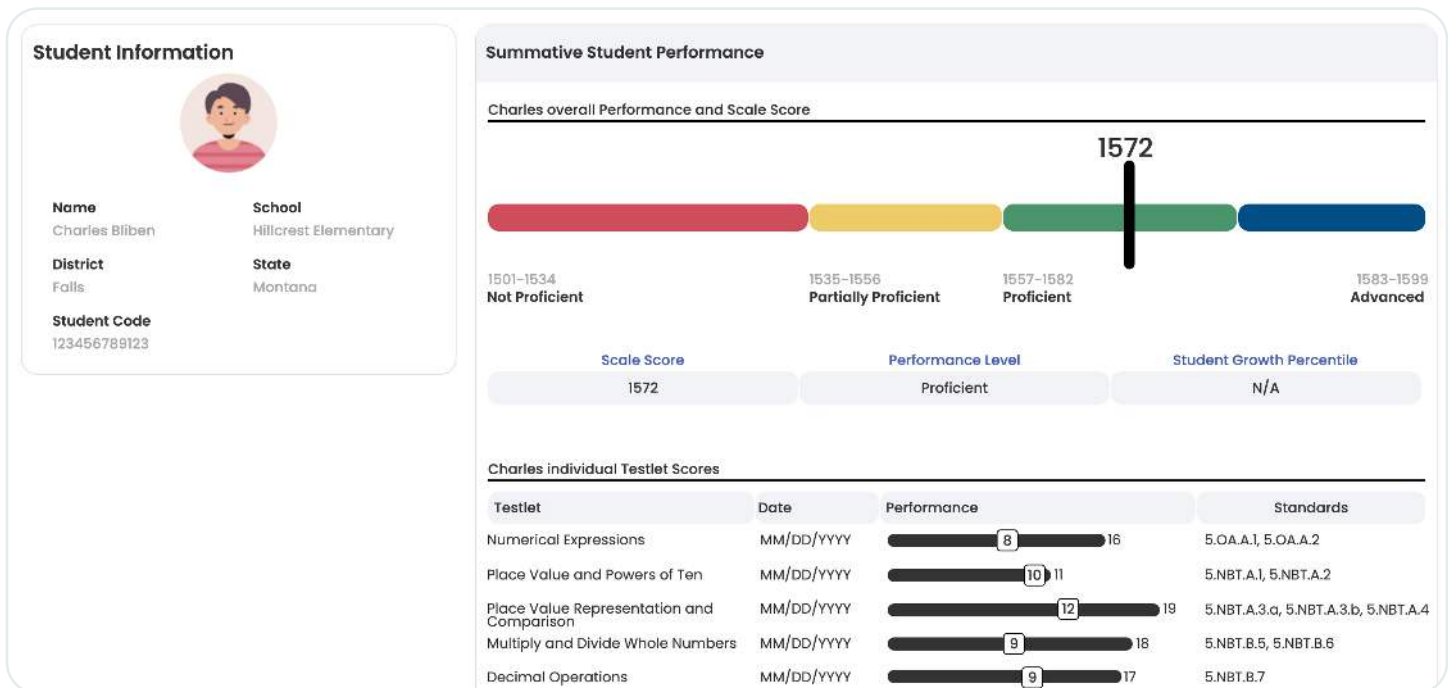 Student Information
Name
School
Charles Bliben
Hillcrest Elementary
District
State
Falls
Montana
Student Code
123456789123
Summative Student Performance
Charles overall Performance and Scale Score
1572
1501-1534
1535-1556
1557-1582
1583-1599
Not Proficient
Partially Proficient
Proficient
Advanced
Scale Score
Performance Level
Student Growth Percentile
1572
Proficient
N/A
Charles individual Testlet Scores
Testlet
Date
Performance
Standards
Numerical Expressions
MM/DD/YYYY
8
16
5.OA.A.1, 5.OA.A.2
Place Value and Powers of Ten
MM/DD/YYYY
10
11
5.NBT.A.1, 5.NBT.A.2
Place Value Representation and
Comparison
MM/DD/YYYY
12
19
5.NBT.A.3.a, 5.NBT.A.3.b, 5.NBT.A.4
Multiply and Divide Whole Numbers
MM/DD/YYYY
9
18
5.NBT.B.5, 5.NBT.B.6
Decimal Operations
MM/DD/YYYY
9
17
5.NBT.B.7